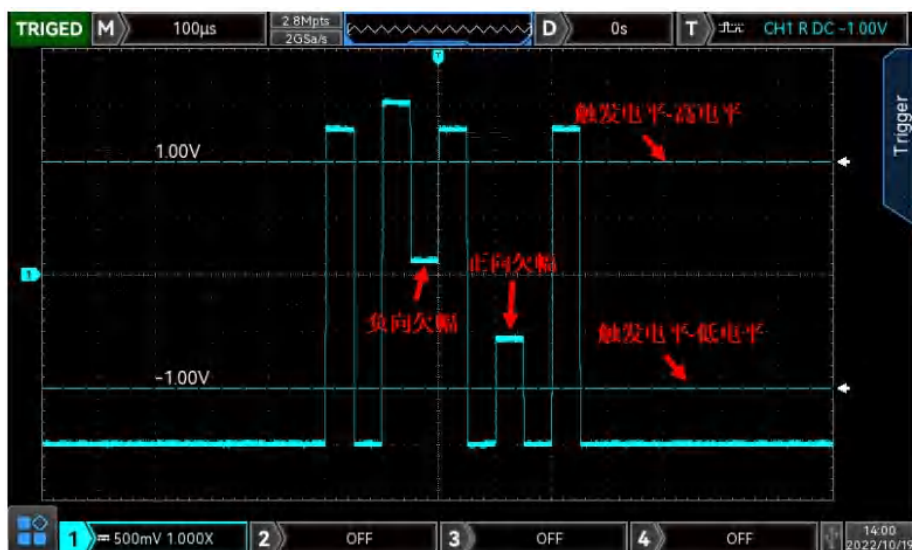 TRIGED M 100μs 2.8Mpts D 0s T CH1 R DC -1.00V
2GSa/s
T
Trigger
触发电平-高电平
1.00V
1
正向欠幅
负向欠幅
触发电平-低电平
-1.00V
1 500mV 1.000X 2 OFF 3 OFF 4 OFF 14:00
2022/10/19